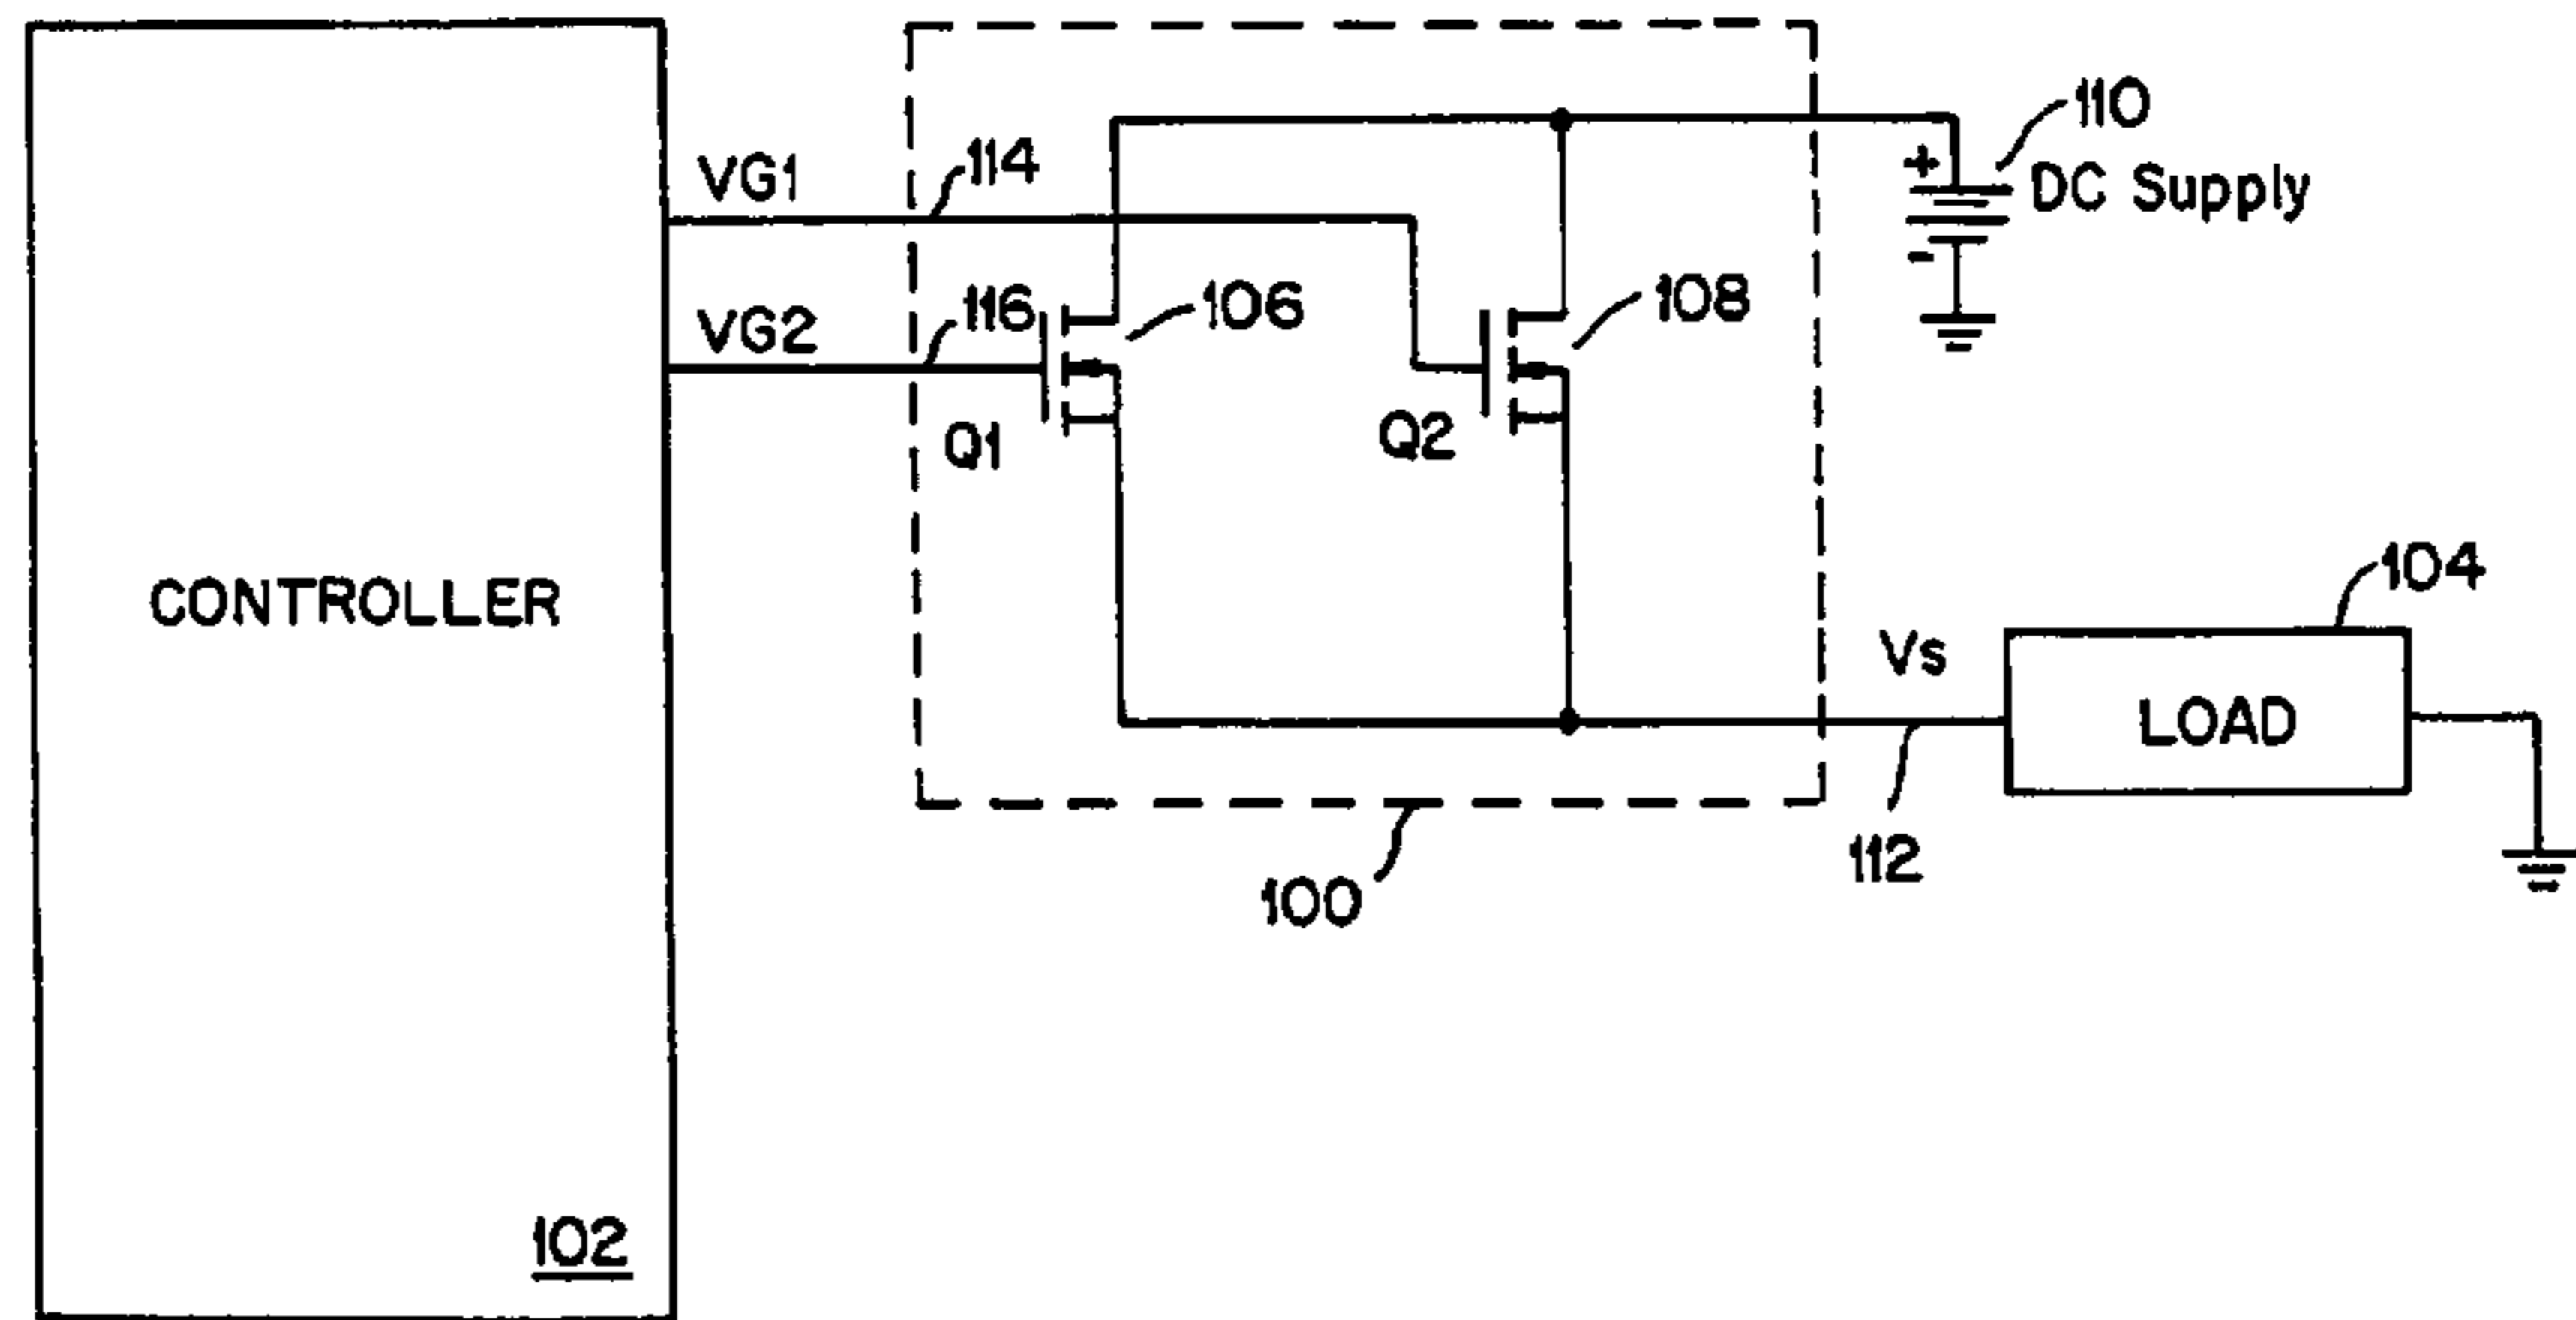 110
VG1
114
+
DC Supply
-
VG2
116
106
108
Q1
Q2
CONTROLLER
104
Vs
LOAD
112
100
102